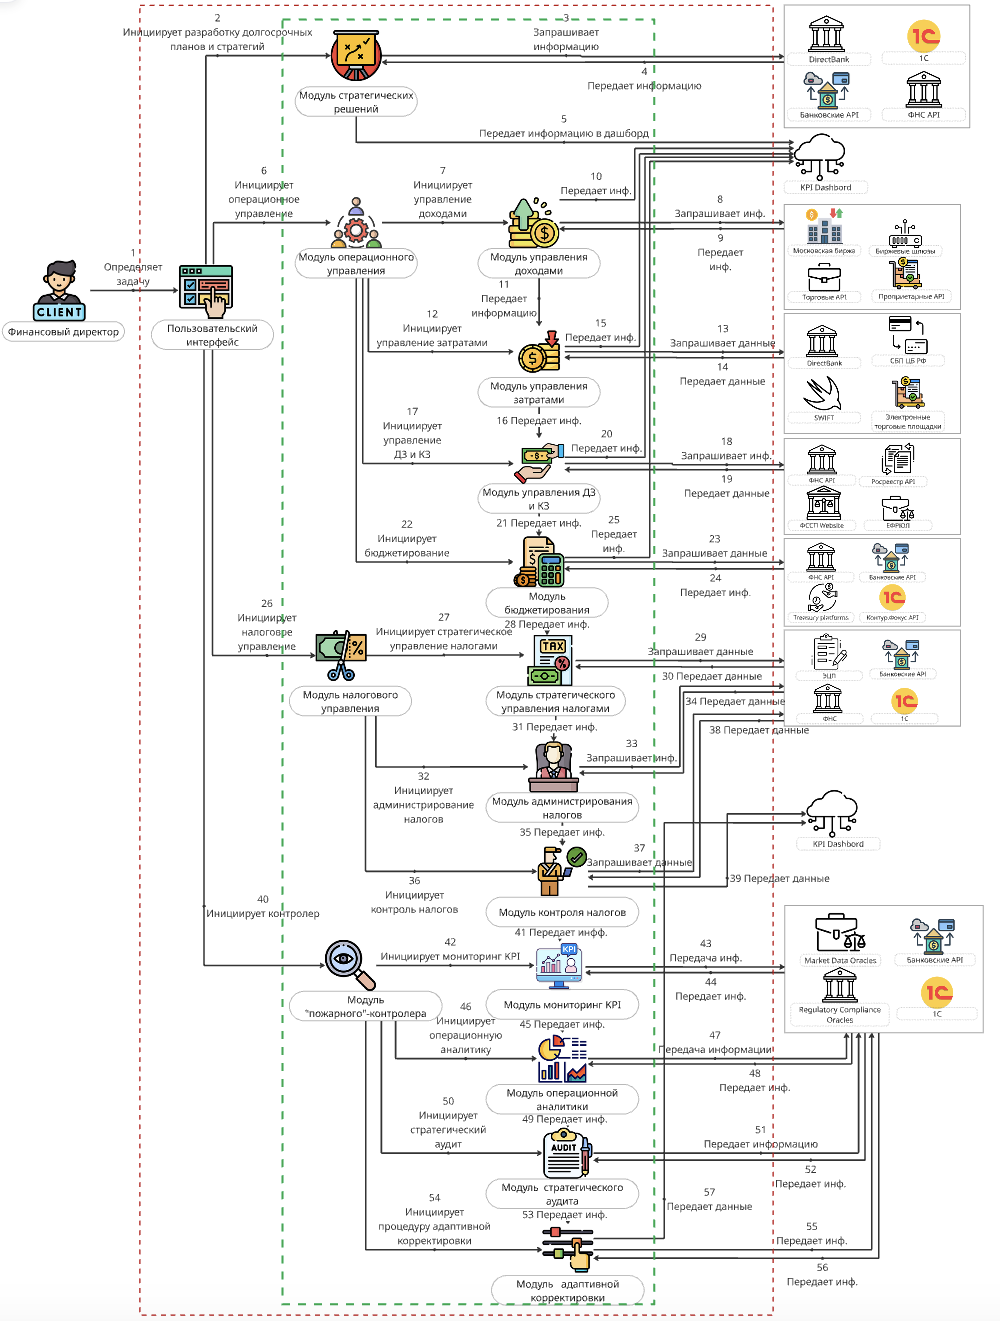 2
Инициирует разработку долгосрочных
планов и стратегий
3
Запрашивает
информацию
4
Передает информацию
Модуль стратегических
решений
DirectBank
1С
Банковские API
ФНС API
5
Передает информацию в дашборд
KPI Dashbord
6
Инициирует
операционное
управление
7
Инициирует
управление
доходами
10
Передает инф.
8
Запрашивает инф.
9
Передает
инф.
Модуль операционного
управления
Модуль управления
доходами
Московская биржа
Биржевые шлюзы
Торговые API
Проприетарные API
1
Определяет
задачу
CLIENT
Финансовый директор
Пользовательский
интерфейс
11
Передает
информацию
12
Инициирует
управление затратами
15
Передает инф.
13
Запрашивает данные
14
Передает данные
Модуль управления
затратами
DirectBank
СБП ЦБ РФ
SWIFT
Электронные
торговые площадки
16 Передает инф.
17
Инициирует
управление
ДЗ и КЗ
20
Передает инф.
18
Запрашивает инф.
19
Передает данные
Модуль управления ДЗ
и КЗ
ФНС API
Росреестр API
ФССП Website
ЕФРЮЛ
21 Передает инф.
22
Инициирует
бюджетирование
25
Передает
инф.
23
Запрашивает данные
24
Передает инф.
Модуль
бюджетирования
ФНС API
Банковские API
Treasury platforms
1С
Контур.Фокус API
28 Передает инф.
26
Инициирует
налоговое
управление
27
Инициирует стратегическое
управление налогами
TAX
29
Запрашивает данные
30 Передает данные
Модуль налогового
управления
Модуль стратегического
управления налогами
ЭЦП
Банковские API
ФНС
1С
31 Передает инф.
34 Передает данные
38 Передает данные
32
Инициирует
администрирование
налогов
33
Запрашивает инф.
Модуль администрирования
налогов
35 Передает инф.
36
Инициирует
контроль налогов
37
Запрашивает данные
39 Передает данные
KPI Dashbord
Модуль контроля налогов
40
Инициирует контролер
41 Передает инфф.
42
Инициирует мониторинг KPI
KPI
43
Передача инф.
44
Передает инф.
Модуль
"пожарного"-контролера
Модуль мониторинг KPI
Market Data Oracles
Банковские API
Regulatory Compliance
Oracles
1С
45 Передает инф.
46
Инициирует
операционную
аналитику
47
Передача информации
48
Передает инф.
Модуль операционной
аналитики
49 Передает инф.
50
Инициирует
стратегический
аудит
AUDIT
51
Передает информацию
52
Передает инф.
Модуль стратегического
аудита
53 Передает инф.
54
Инициирует
процедуру адаптивной
корректировки
57
Передает данные
55
Передает инф.
56
Передает инф.
Модуль адаптивной
корректировки